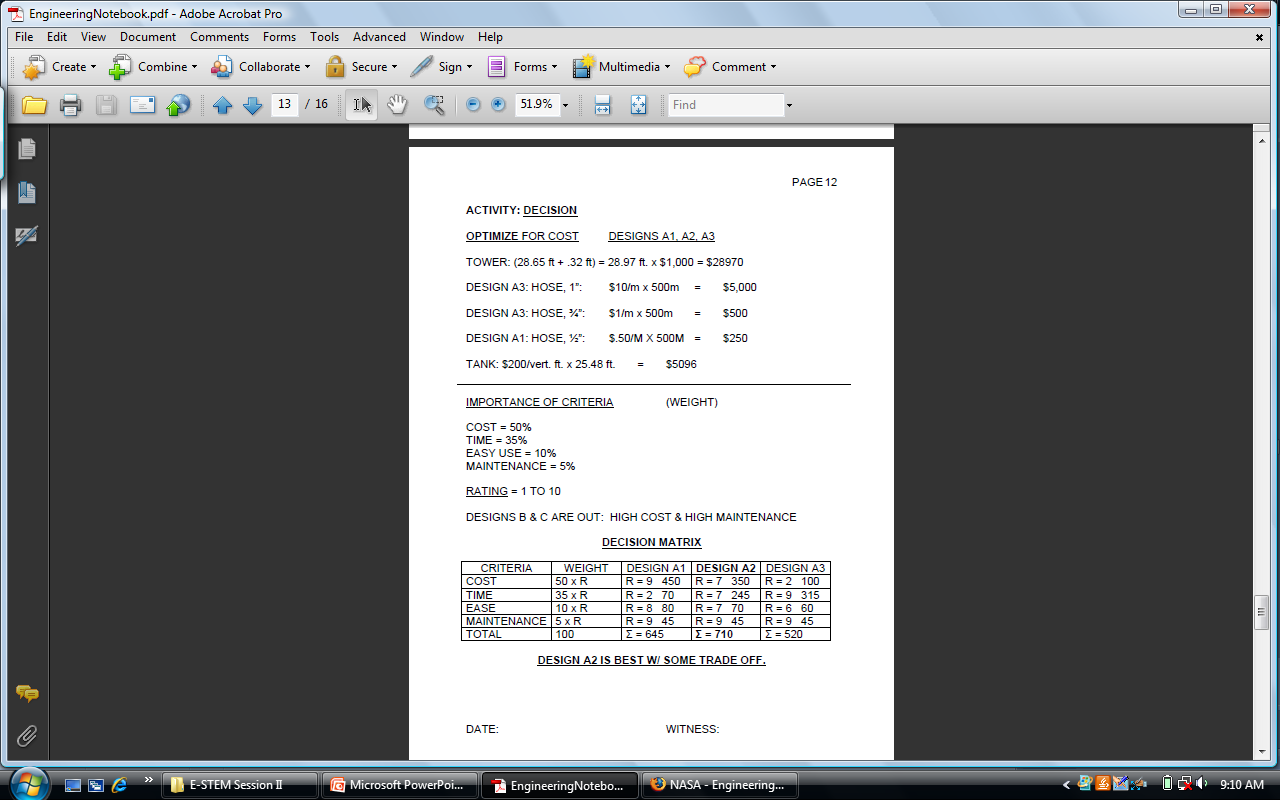 EngineeringNotebook.pdf - Adobe Acrobat Pro
File Edit View Document Comments Forms Tools Advanced Window Help
Create Combine Collaborate Secure Sign Forms Multimedia Comment
13 / 16 51.9% Find
PAGE 12
ACTIVITY: DECISION
OPTIMIZE FOR COST DESIGNS A1, A2, A3
TOWER: (28.65 ft + .32 ft) = 28.97 ft. x $1,000 = $28970
DESIGN A3: HOSE, 1": $10/m x 500m = $5,000
DESIGN A3: HOSE, ¾": $1/m x 500m = $500
DESIGN A1: HOSE, ½": $.50/M X 500M = $250
TANK: $200/vert. ft. x 25.48 ft. = $5096
IMPORTANCE OF CRITERIA (WEIGHT)
COST = 50%
TIME = 35%
EASY USE = 10%
MAINTENANCE = 5%
RATING = 1 TO 10
DESIGNS B & C ARE OUT: HIGH COST & HIGH MAINTENANCE
DECISION MATRIX
CRITERIA WEIGHT DESIGN A1 DESIGN A2 DESIGN A3
COST 50 x R R = 9 450 R = 7 350 R = 2 100
TIME 35 x R R = 2 70 R = 7 245 R = 9 315
EASE 10 x R R = 8 80 R = 7 70 R = 6 60
MAINTENANCE 5 x R R = 9 45 R = 9 45 R = 9 45
TOTAL 100 Σ = 645 Σ = 710 Σ = 520
DESIGN A2 IS BEST W/ SOME TRADE OFF.
DATE: WITNESS:
E-STEM Session II Microsoft PowerPoi... EngineeringNotebo... NASA - Engineering... 9:10 AM